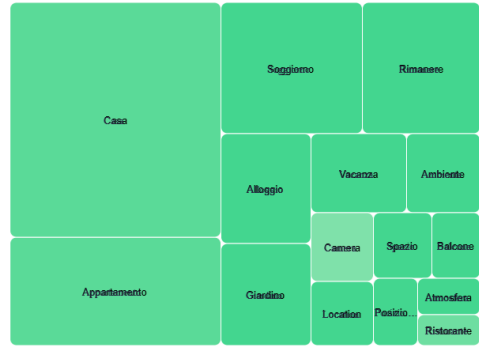 Casa
Soggiorno
Rimanere
Alloggio
Vacanza
Ambiente
Camera
Spazio
Balcone
Appartamento
Giardino
Location
Posizio...
Atmosfera
Ristorante